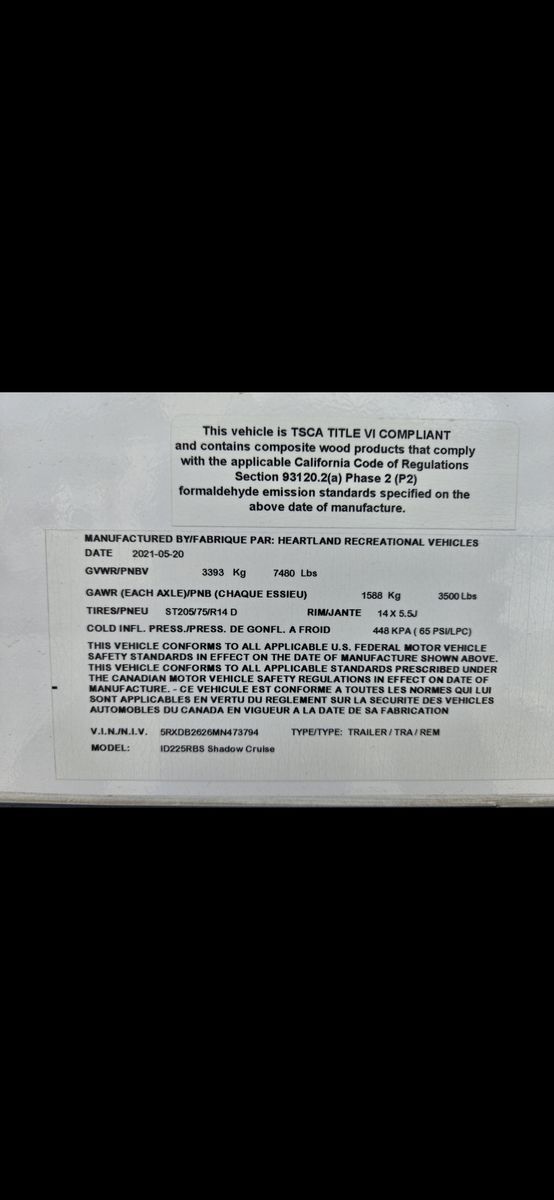 This vehicle is TSCA TITLE VI COMPLIANT
and contains composite wood products that comply
with the applicable California Code of Regulations
Section 93120.2(a) Phase 2 (P2)
formaldehyde emission standards specified on the
above date of manufacture.
MANUFACTURED BY/FABRIQUE PAR: HEARTLAND RECREATIONAL VEHICLES
DATE 2021-05-20
GVWR/PNBV 3393 Kg 7480 Lbs
GAWR (EACH AXLE)/PNB (CHAQUE ESSIEU) 1588 Kg 3500 Lbs
TIRES/PNEU ST205/75/R14 D RIM/JANTE 14 X 5.5J
COLD INFL. PRESS./PRESS. DE GONFL. A FROID 448 KPA ( 65 PSI/LPC)
THIS VEHICLE CONFORMS TO ALL APPLICABLE U.S. FEDERAL MOTOR VEHICLE
SAFETY STANDARDS IN EFFECT ON THE DATE OF MANUFACTURE SHOWN ABOVE.
THIS VEHICLE CONFORMS TO ALL APPLICABLE STANDARDS PRESCRIBED UNDER
THE CANADIAN MOTOR VEHICLE SAFETY REGULATIONS IN EFFECT ON DATE OF
MANUFACTURE. - CE VEHICULE EST CONFORME A TOUTES LES NORMES QUI LUI
SONT APPLICABLES EN VERTU DU REGLEMENT SUR LA SECURITE DES VEHICLES
AUTOMOBLES DU CANADA EN VIGUEUR A LA DATE DE SA FABRICATION
V.I.N./N.I.V. 5RXDB2626MN473794 TYPE/TYPE: TRAILER / TRA / REM
MODEL: ID225RBS Shadow Cruise